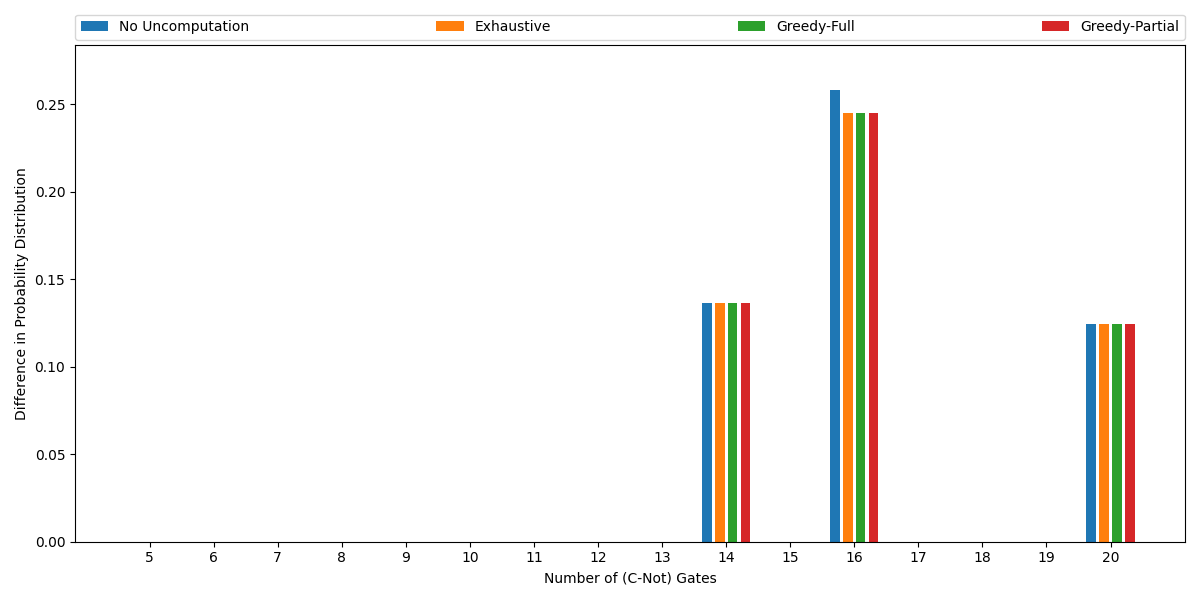 No Uncomputation Exhaustive Greedy-Full Greedy-Partial
Difference in Probability Distribution
0.25
0.20
0.15
0.10
0.05
0.00
5 6 7 8 9 10 11 12 13 14 15 16 17 18 19 20
Number of (C-Not) Gates